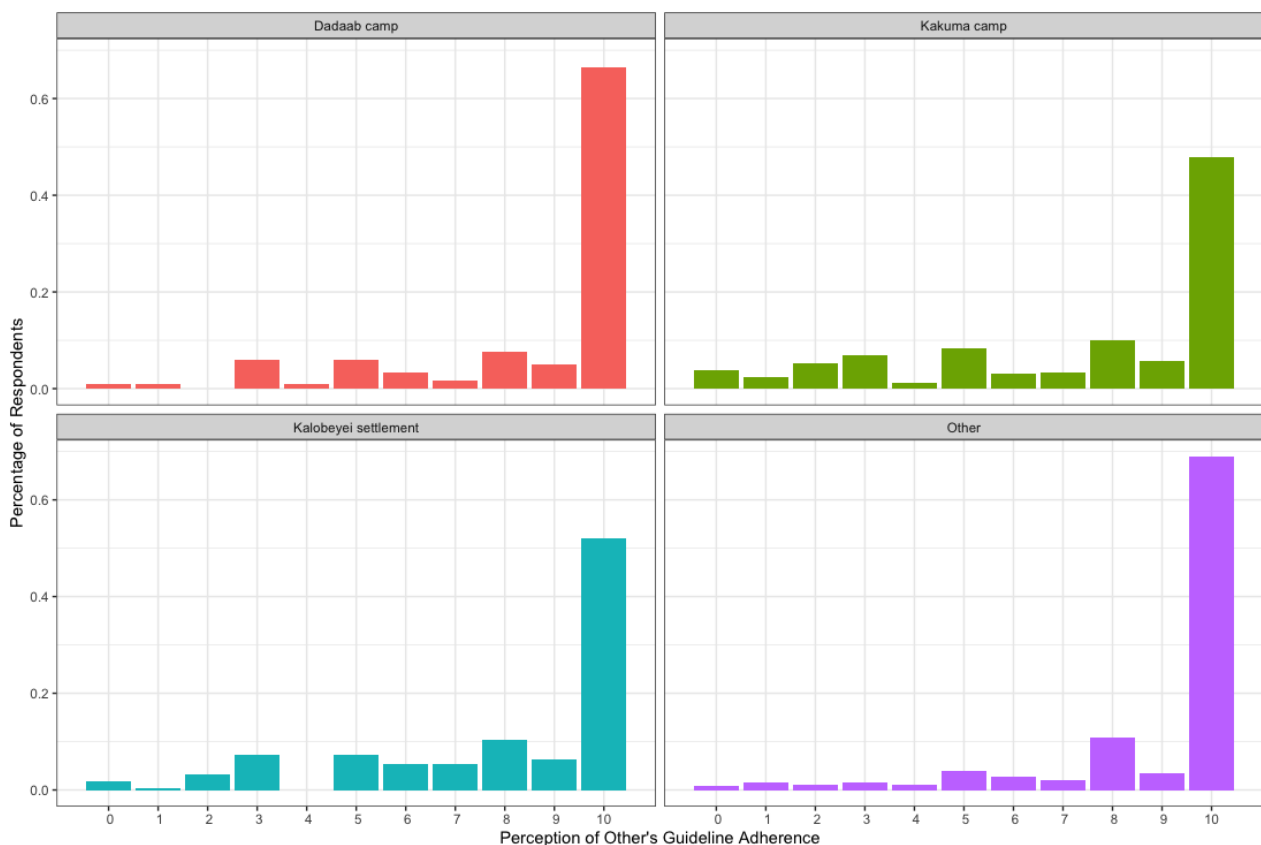 Dadaab camp
Kakuma camp
0.6
0.4
0.2
0.0
Kalobeyei settlement
Other
0.6
0.4
0.2
0.0
0 1 2 3 4 5 6 7 8 9 10
0 1 2 3 4 5 6 7 8 9 10
Percentage of Respondents
Perception of Other's Guideline Adherence